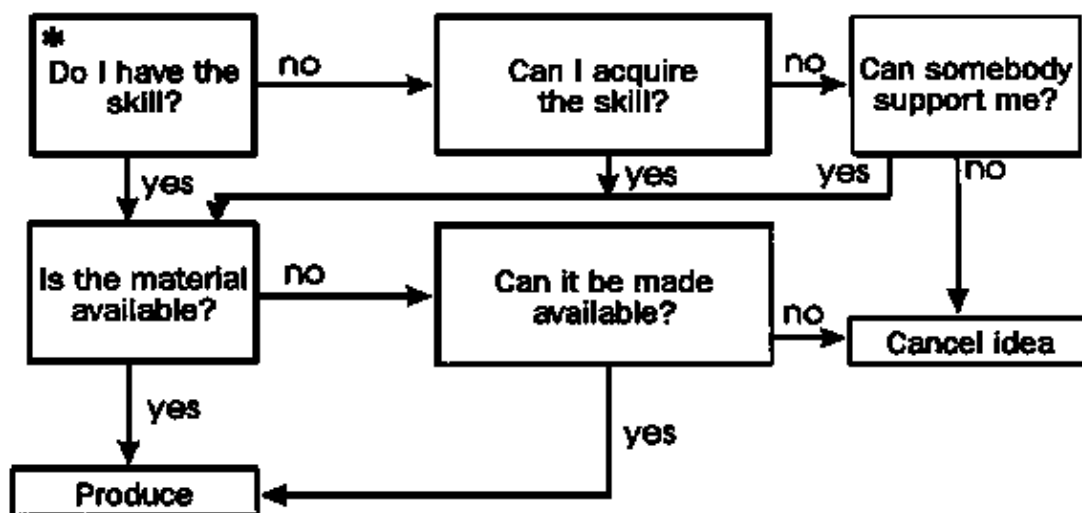 *
Do I have the
skill?
no
Can I acquire
the skill?
no
Can somebody
support me?
yes
yes
yes
no
Is the material
available?
no
Can it be made
available?
no
Cancel idea
yes
yes
Produce